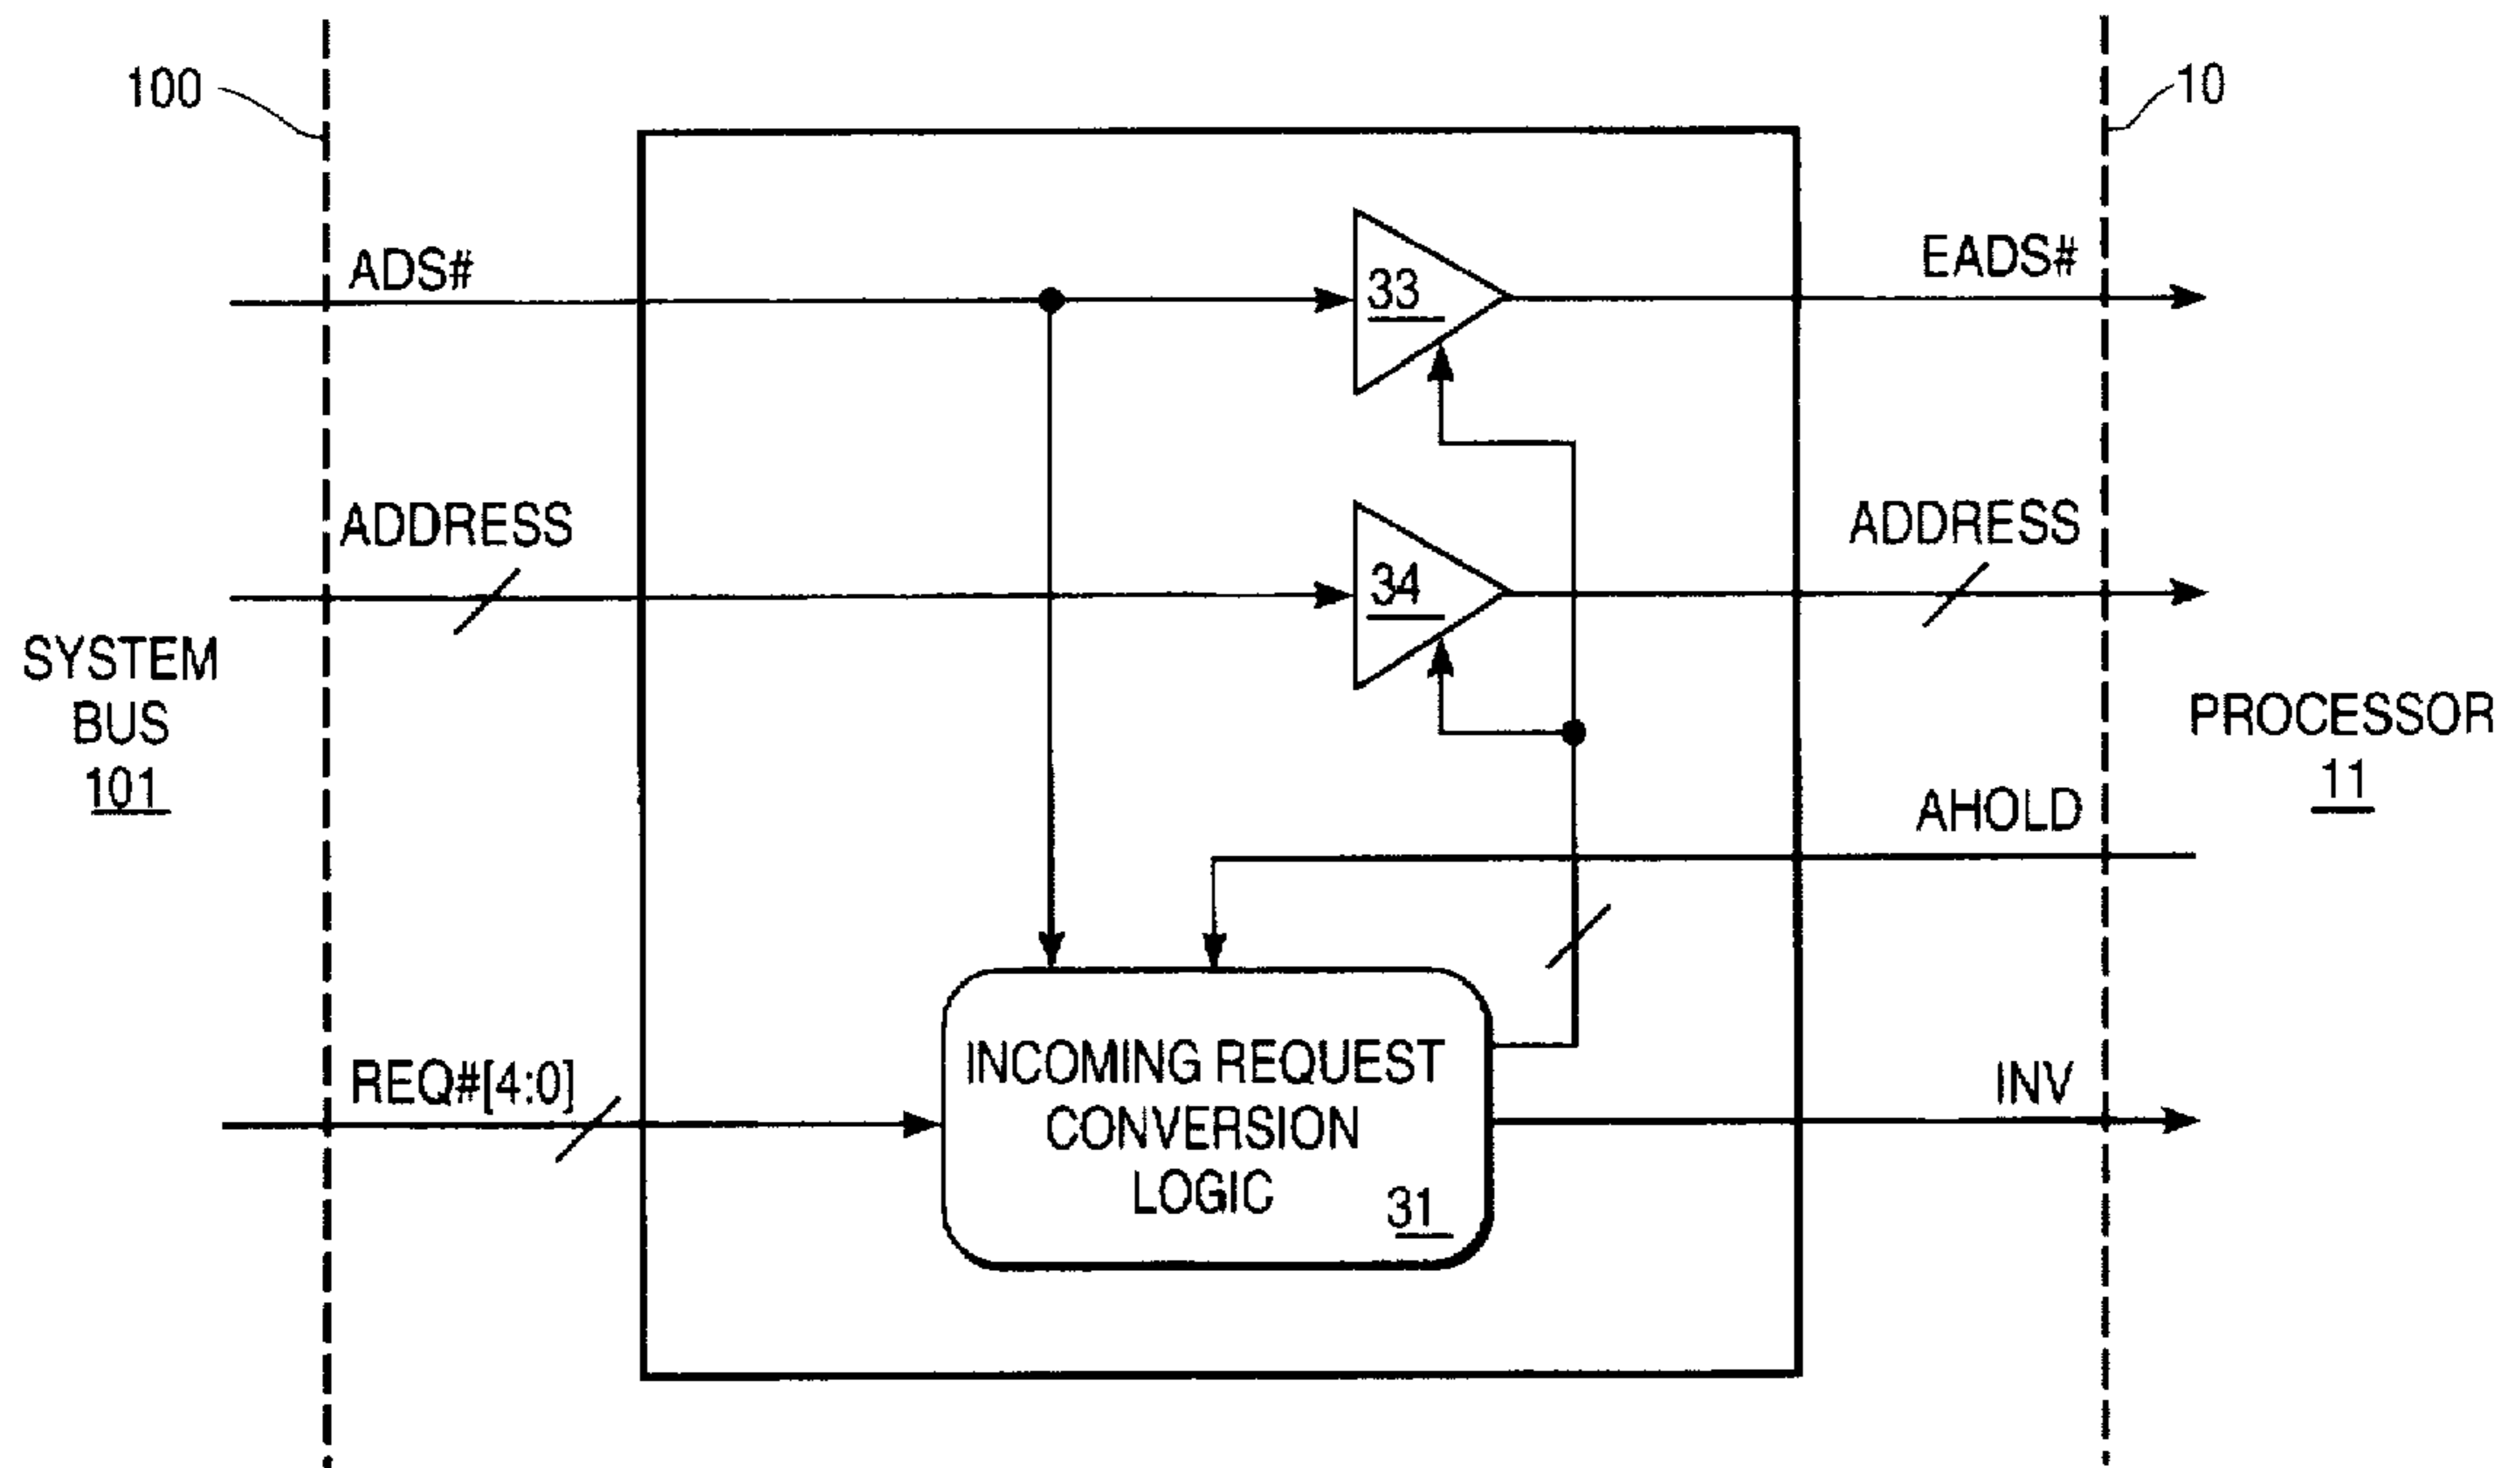 100
10
ADS#
33
EADS#
ADDRESS
34
ADDRESS
SYSTEM
BUS
101
PROCESSOR
11
AHOLD
REQ#[4:0]
INCOMING REQUEST
CONVERSION
LOGIC
31
INV